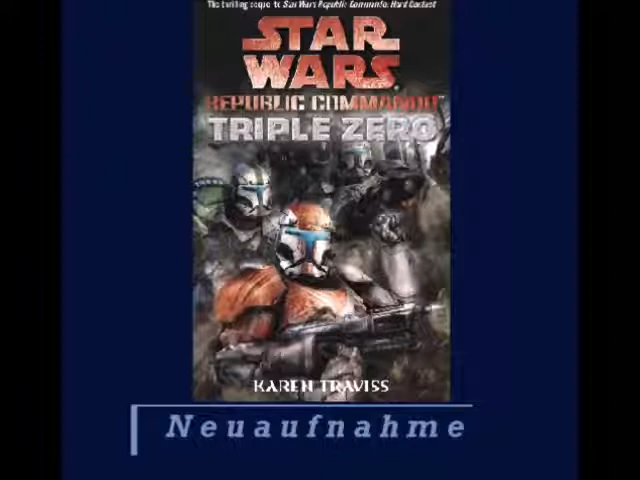 The thrilling sequel to Star Wars Republic Commando: Hard Contact
STAR
WARS
REPUBLIC COMMANDO
TRIPLE ZERO
KAREN TRAVISS
Neuaufnahme